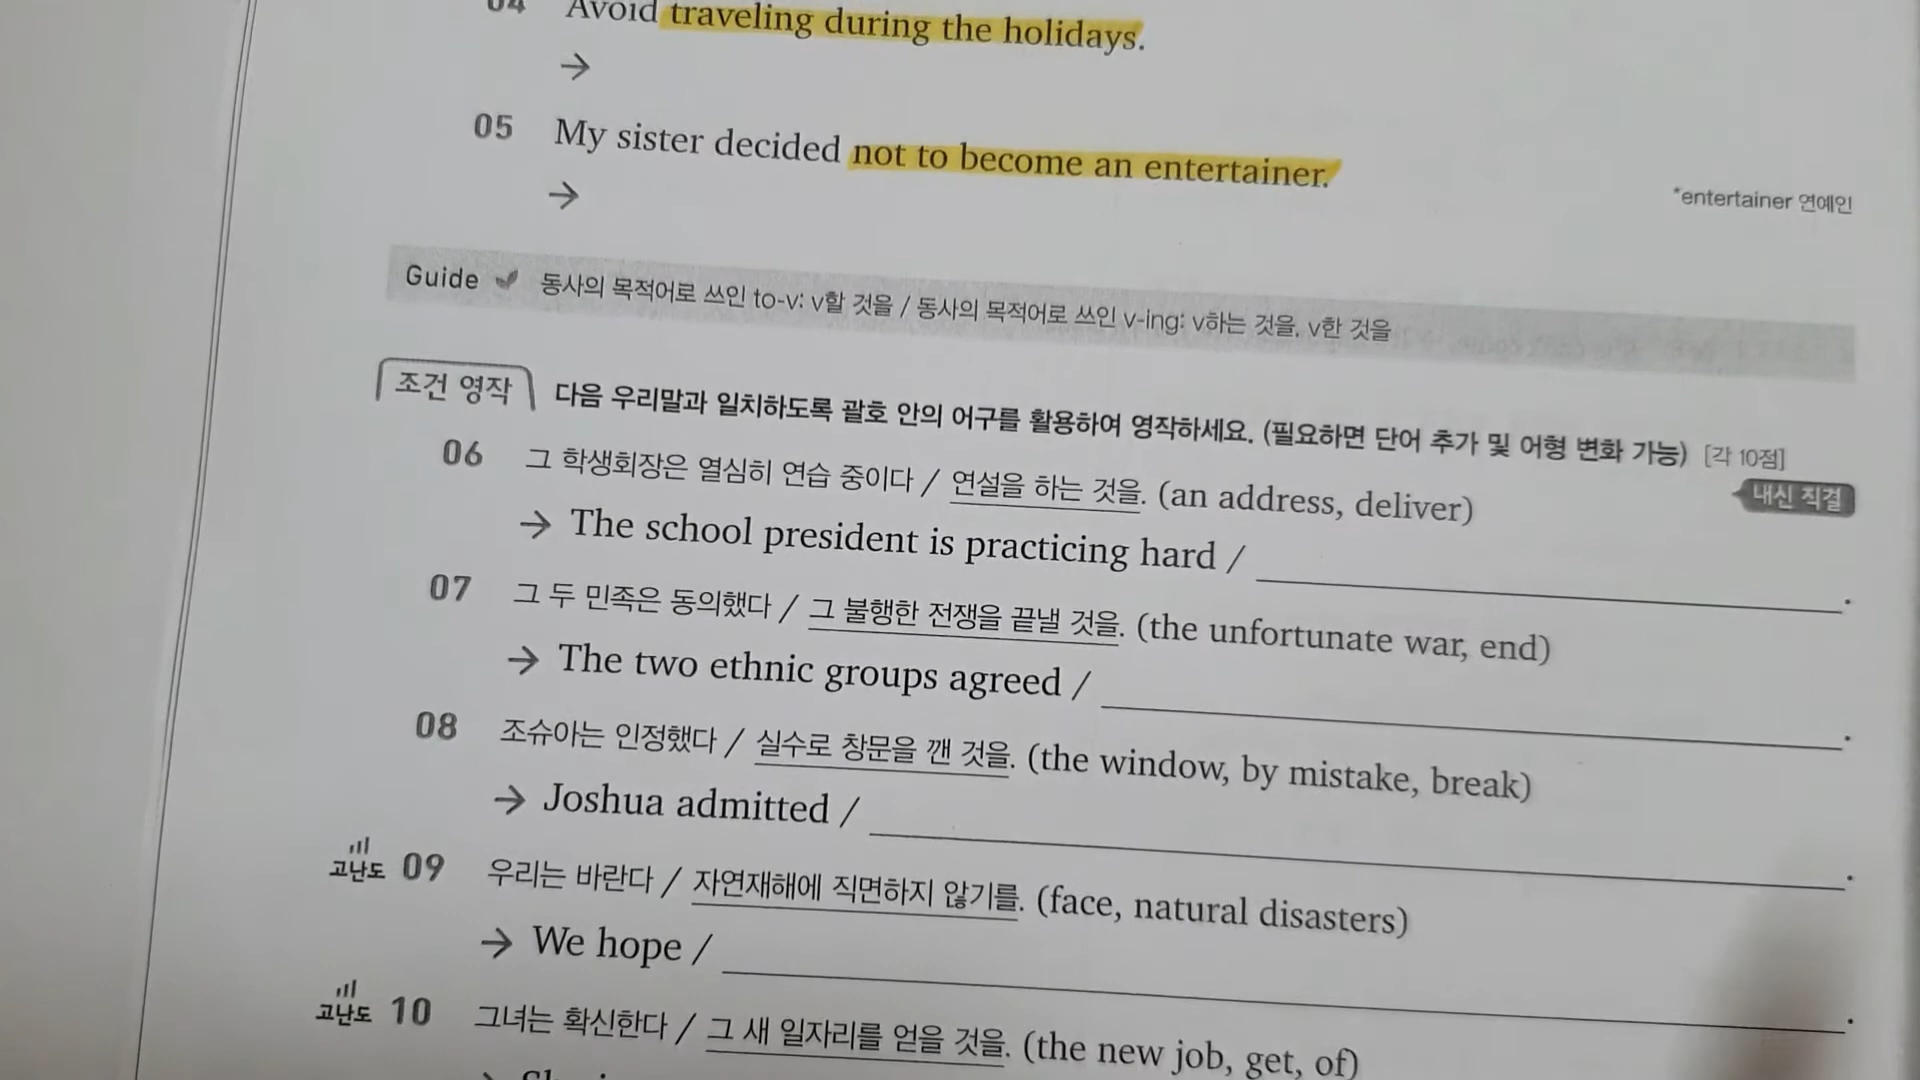 04 Avoid traveling during the holidays.
→
05 My sister decided not to become an entertainer.
*entertainer 연예인
→
Guide 동사의 목적어로 쓰인 to-v: v할 것을 / 동사의 목적어로 쓰인 v-ing: v하는 것을, v한 것을
조건 영작 다음 우리말과 일치하도록 괄호 안의 어구를 활용하여 영작하세요. (필요하면 단어 추가 및 어형 변화 가능) [각 10점]
내신 직결
06 그 학생회장은 열심히 연습 중이다 / 연설을 하는 것을. (an address, deliver)
→ The school president is practicing hard / .
07 그 두 민족은 동의했다 / 그 불행한 전쟁을 끝낼 것을. (the unfortunate war, end)
→ The two ethnic groups agreed / .
08 조슈아는 인정했다 / 실수로 창문을 깬 것을. (the window, by mistake, break)
→ Joshua admitted / .
고난도 09 우리는 바란다 / 자연재해에 직면하지 않기를. (face, natural disasters)
→ We hope / .
고난도 10 그녀는 확신한다 / 그 새 일자리를 얻을 것을. (the new job, get, of)